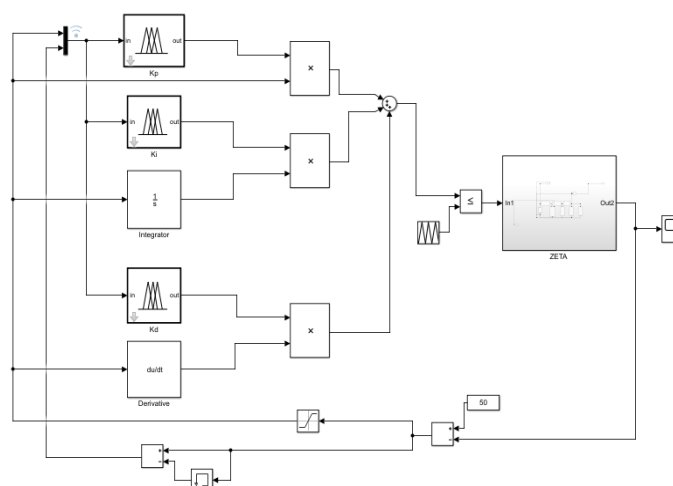 in
out
Kp
×
in
out
Ki
×
1
s
Integrator
≤
In1
Out2
ZETA
in
out
Kd
×
du/dt
Derivative
50